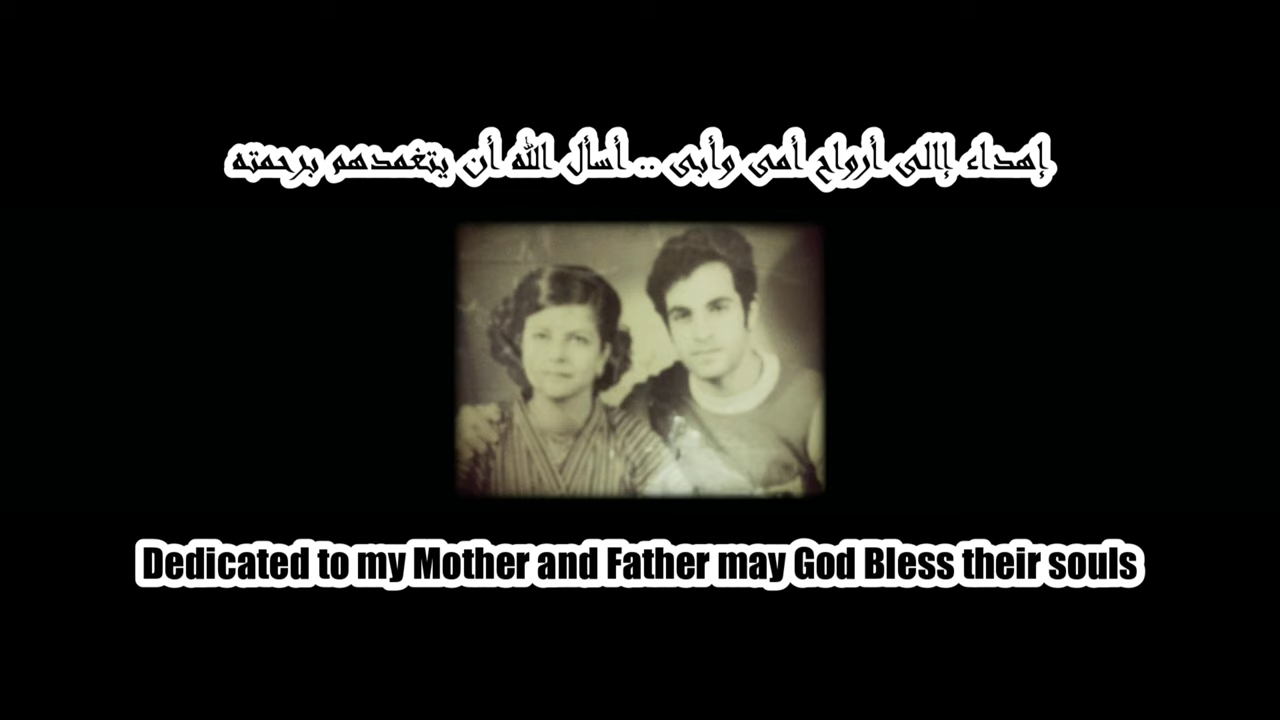 إهداء إالى أرواح أمى وأبى .. أسأل الله أن يتغمدهم برحمته
Dedicated to my Mother and Father may God Bless their souls